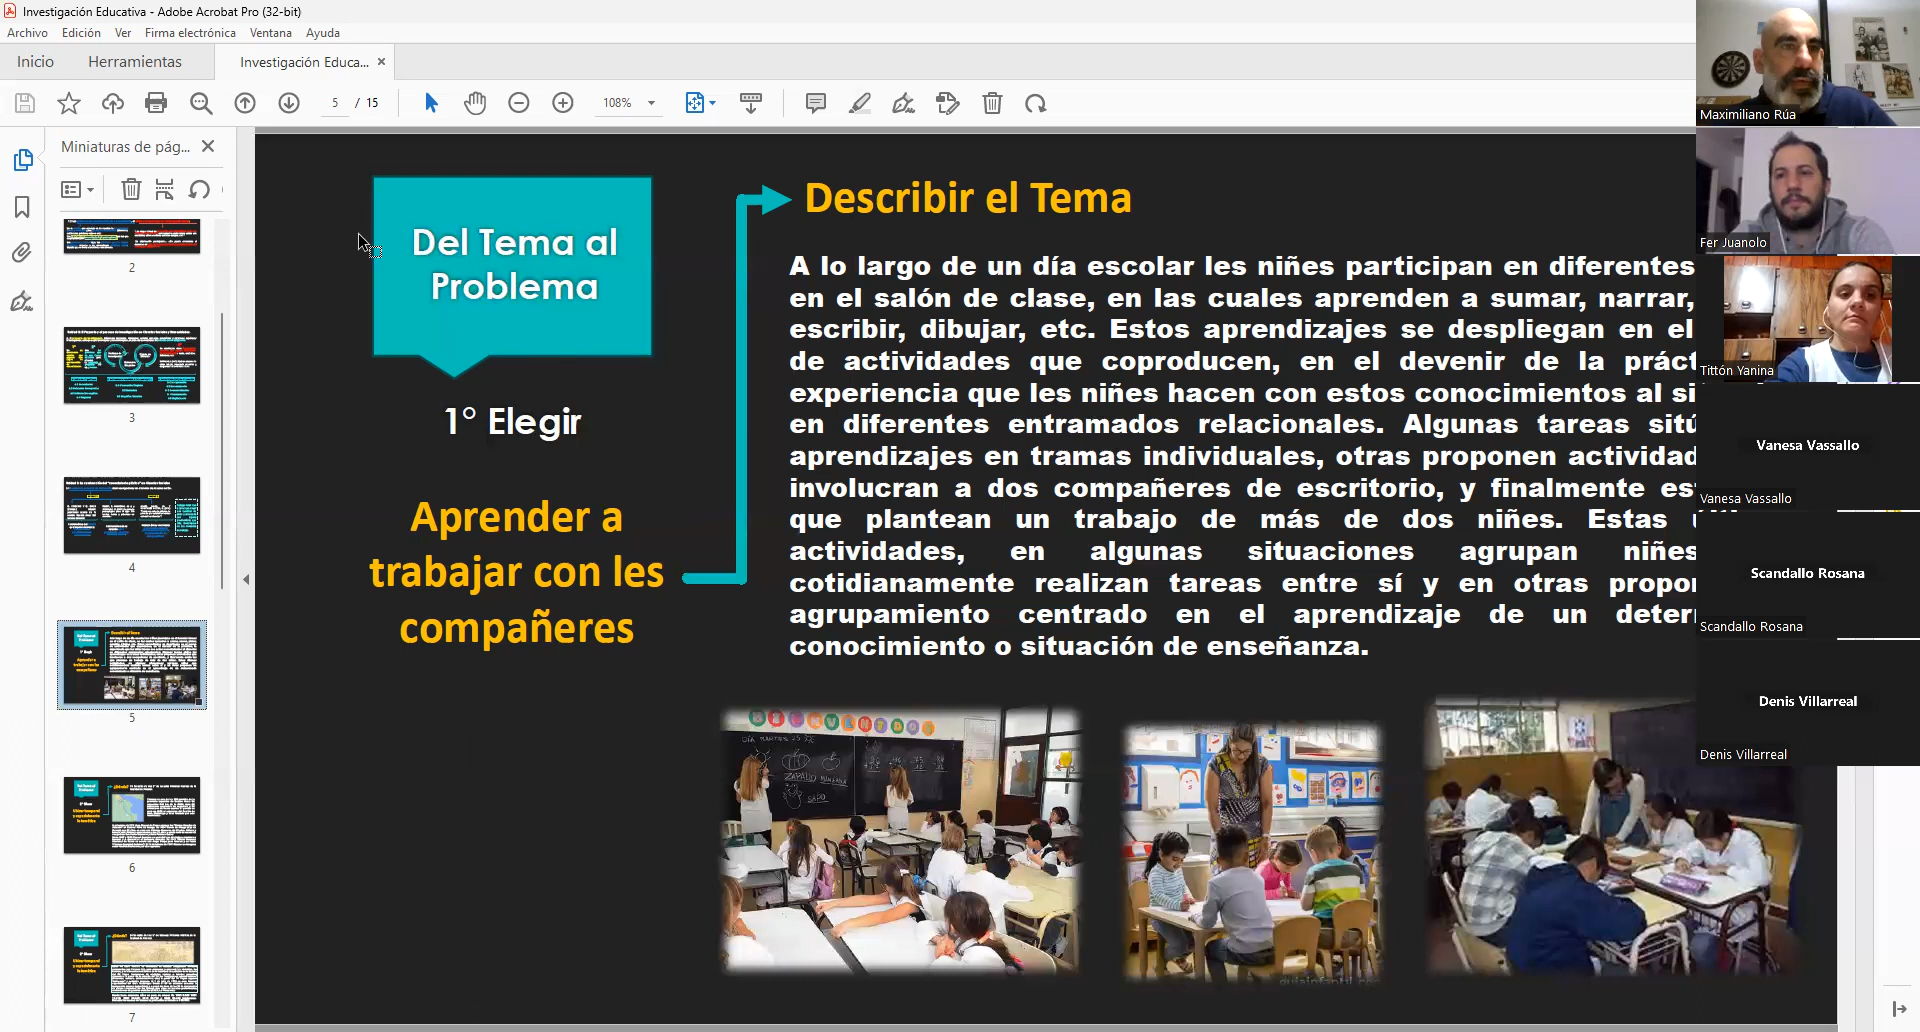 Investigación Educativa - Adobe Acrobat Pro (32-bit)
Archivo Edición Ver Firma electrónica Ventana Ayuda
Inicio Herramientas Investigación Educa...
5 / 15 108%
Miniaturas de pág...
2
3
4
5
6
7
Del Tema al
Problema
1° Elegir
Aprender a
trabajar con les
compañeres
Describir el Tema
A lo largo de un día escolar les niñes participan en diferentes
en el salón de clase, en las cuales aprenden a sumar, narrar,
escribir, dibujar, etc. Estos aprendizajes se despliegan en el
de actividades que coproducen, en el devenir de la práct
experiencia que les niñes hacen con estos conocimientos al si
en diferentes entramados relacionales. Algunas tareas sitú
aprendizajes en tramas individuales, otras proponen actividad
involucran a dos compañeres de escritorio, y finalmente es
que plantean un trabajo de más de dos niñes. Estas
actividades, en algunas situaciones agrupan niñes
cotidianamente realizan tareas entre sí y en otras propo
agrupamiento centrado en el aprendizaje de un deter
conocimiento o situación de enseñanza.
ZAPALLO
SAPO
Maximiliano Rúa
Fer Juanolo
Tittón Yanina
Vanesa Vassallo
Vanesa Vassallo
Scandallo Rosana
Scandallo Rosana
Denis Villarreal
Denis Villarreal